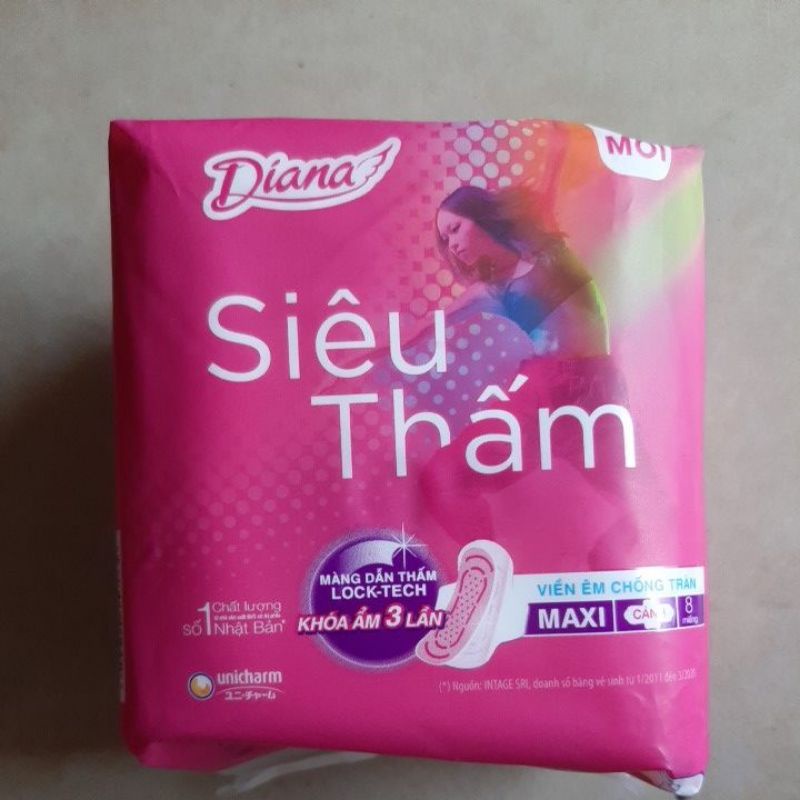 MỚI
Diana
Siêu
Thấm
MÀNG DẪN THẤM
LOCK-TECH
KHÓA ẨM 3 LẦN
VIỀN ÊM CHỐNG TRÀN
MAXI
8
miếng
Chất lượng
số 1
Nhật Bản*
unicharm
ユニ・チャーム
(*) Nguồn: INTAGE SRI, doanh số băng vệ sinh từ 1/2011 đến 3/2020